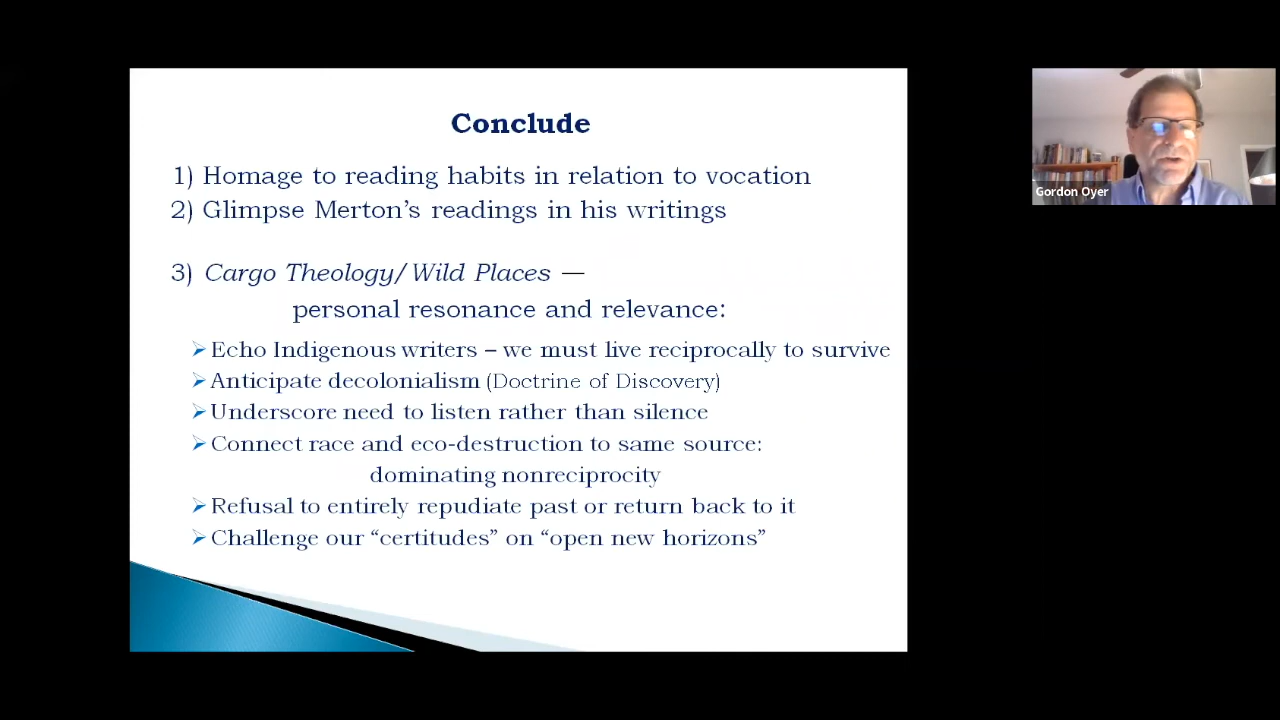 Conclude
1) Homage to reading habits in relation to vocation
2) Glimpse Merton’s readings in his writings
3) Cargo Theology/Wild Places —
personal resonance and relevance:
➢Echo Indigenous writers – we must live reciprocally to survive
➢Anticipate decolonialism (Doctrine of Discovery)
➢Underscore need to listen rather than silence
➢Connect race and eco-destruction to same source:
dominating nonreciprocity
➢Refusal to entirely repudiate past or return back to it
➢Challenge our “certitudes” on “open new horizons”
Gordon Oyer